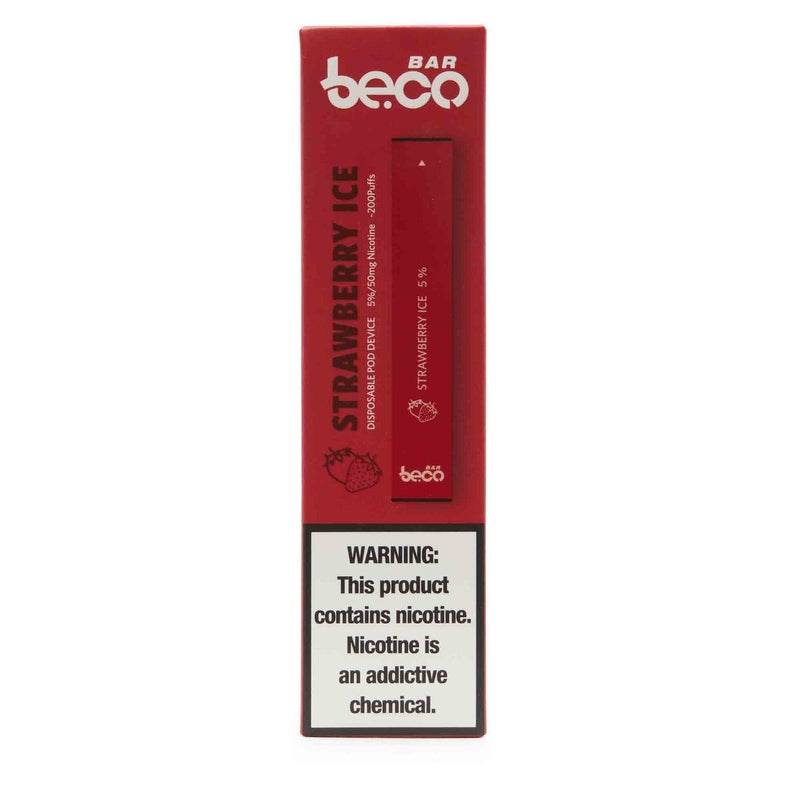 BAR
be.co
STRAWBERRY ICE
DISPOSABLE POD DEVICE 5%/50mg Nicotine ~200Puffs
STRAWBERRY ICE 5%
BAR
be.co
WARNING:
This product
contains nicotine.
Nicotine is
an addictive
chemical.